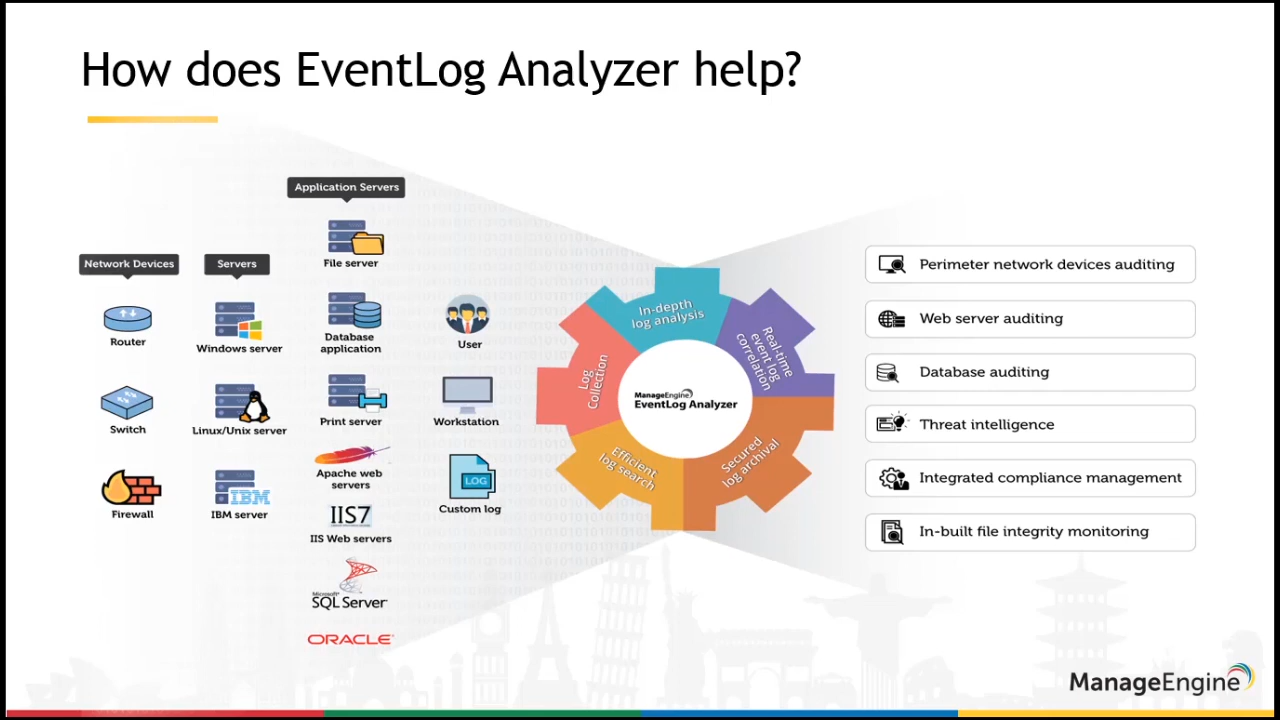 How does EventLog Analyzer help?
Application Servers
File server
Network Devices
Servers
Router
Windows server
Database
application
User
Switch
Linux/Unix server
Print server
Workstation
Apache web
servers
Firewall
IBM
IBM server
LOG
Custom log
IIS7
IIS Web servers
Microsoft®
SQL Server®
ORACLE®
In-depth
log analysis
Real-time
event log
correlation
Log
Collection
ManageEngine
EventLog Analyzer
Efficient
log search
Secured
log archival
Perimeter network devices auditing
Web server auditing
Database auditing
Threat intelligence
Integrated compliance management
In-built file integrity monitoring
ManageEngine